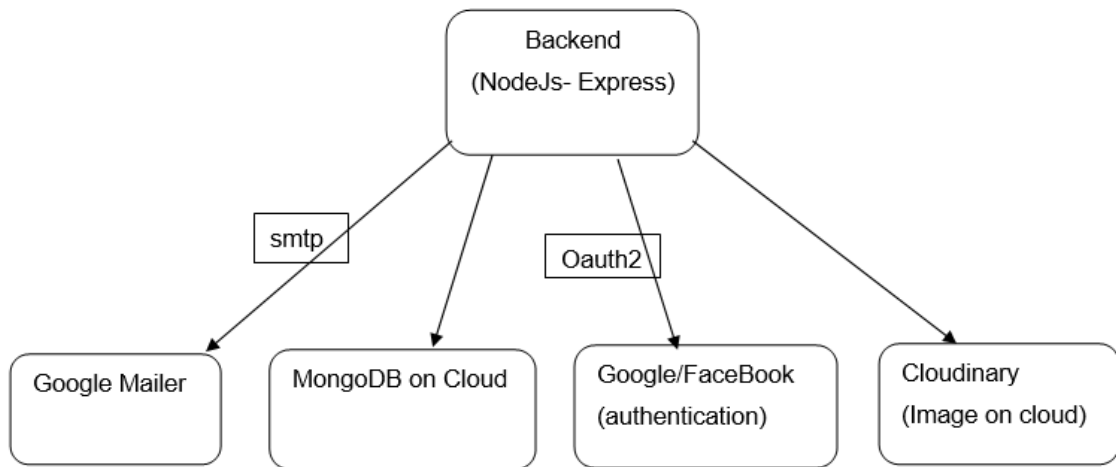 Backend
(NodeJs- Express)
smtp
Oauth2
Google Mailer
MongoDB on Cloud
Google/FaceBook
(authentication)
Cloudinary
(Image on cloud)